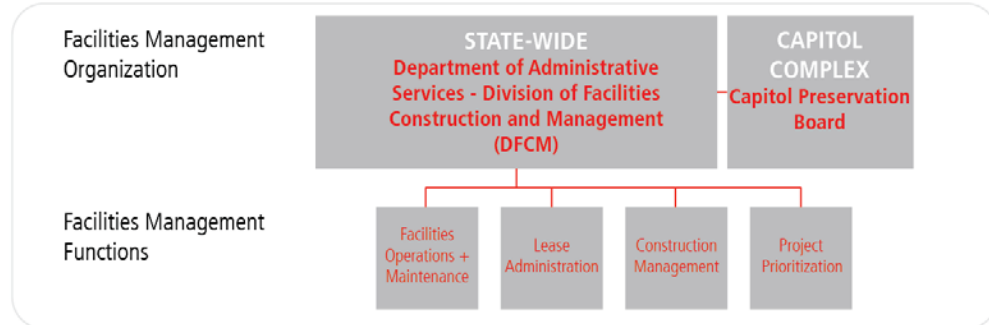 Facilities Management
Organization
STATE-WIDE
Department of Administrative
Services - Division of Facilities
Construction and Management
(DFCM)
CAPITOL
COMPLEX
Capitol Preservation
Board
Facilities Management
Functions
Facilities
Operations +
Maintenance
Lease
Administration
Construction
Management
Project
Prioritization